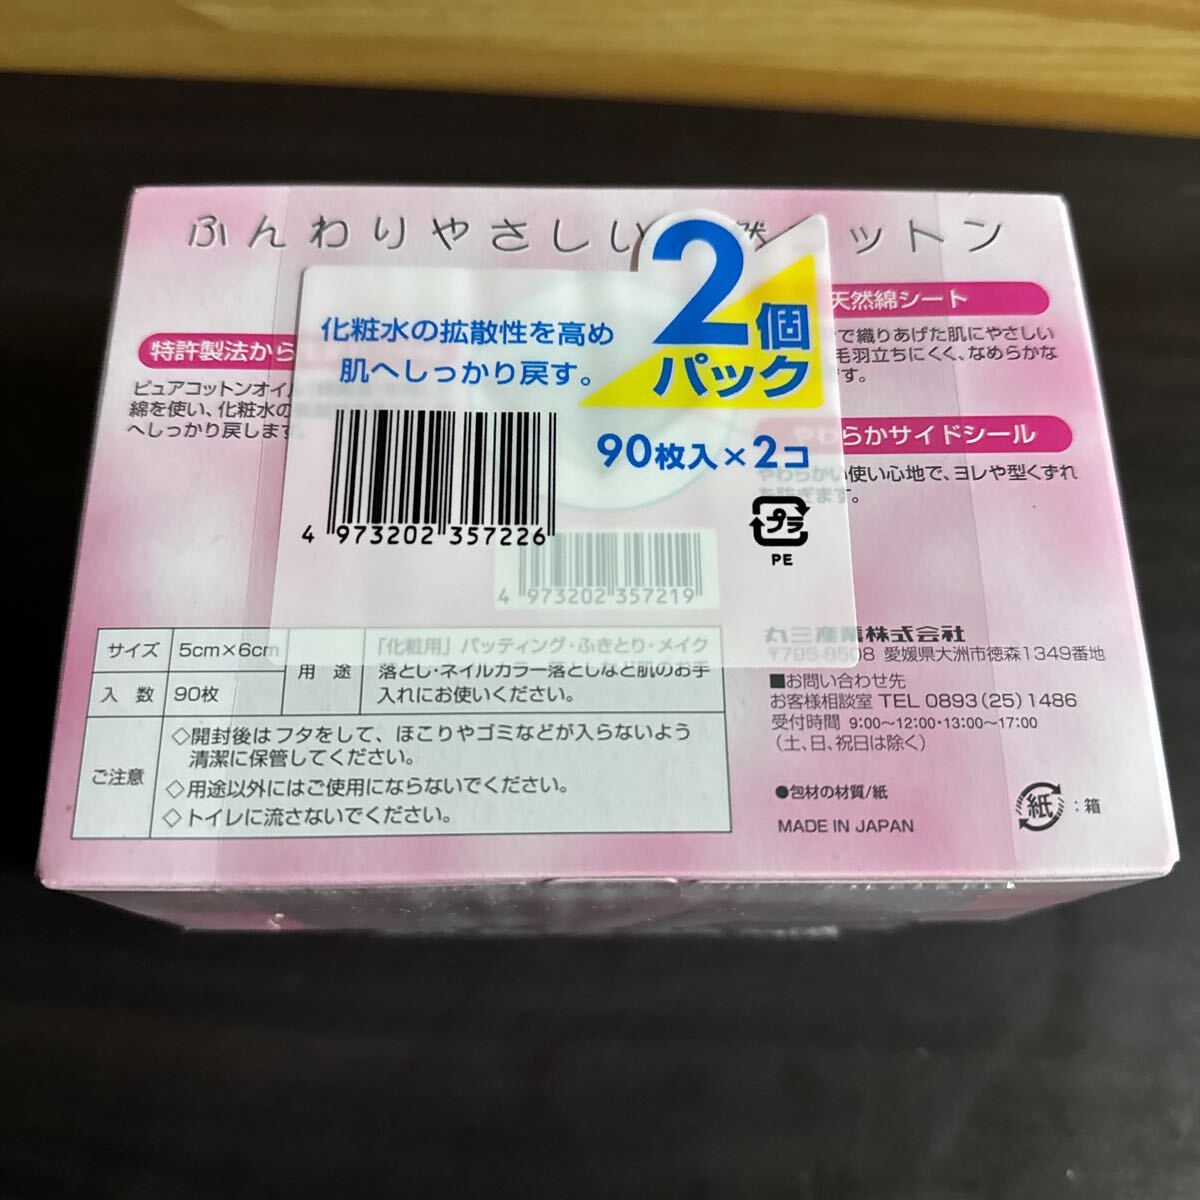 ふんわりやさしい 然 ットン
2個
パック
化粧水の拡散性を高め
肌へしっかり戻す。
90枚入×2コ
4 973202 357226
プラ
PE
特許製法から
ピュアコットンオイル
綿を使い、化粧水の
へしっかり戻します
天然綿シート
で織りあげた肌にやさしい
毛羽立ちにくく、なめらかな
です。
やわらかサイドシール
やわらかい使い心地で、ヨレや型くずれ
を防ぎます。
4 973202 357219
サイズ 5cm×6cm
入 数 90枚
用 途
「化粧用」パッティング・ふきとり・メイク
落とし・ネイルカラー落としなど肌のお手
入れにお使いください。
ご注意
◇開封後はフタをして、ほこりやゴミなどが入らないよう
清潔に保管してください。
◇用途以外にはご使用にならないでください。
◇トイレに流さないでください。
丸三産業株式会社
〒795-8508 愛媛県大洲市徳森1349番地
■お問い合わせ先
お客様相談室 TEL 0893(25)1486
受付時間 9:00〜12:00・13:00〜17:00
(土、日、祝日は除く)
●包材の材質/紙
MADE IN JAPAN
紙 :箱